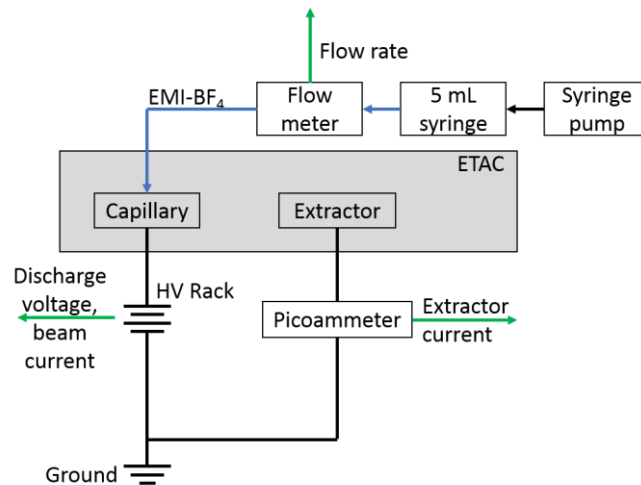 Flow rate
EMI-BF₄
Flow
meter
5 mL
syringe
Syringe
pump
ETAC
Capillary
Extractor
Discharge
voltage,
beam
current
HV Rack
Picoammeter
Extractor
current
Ground